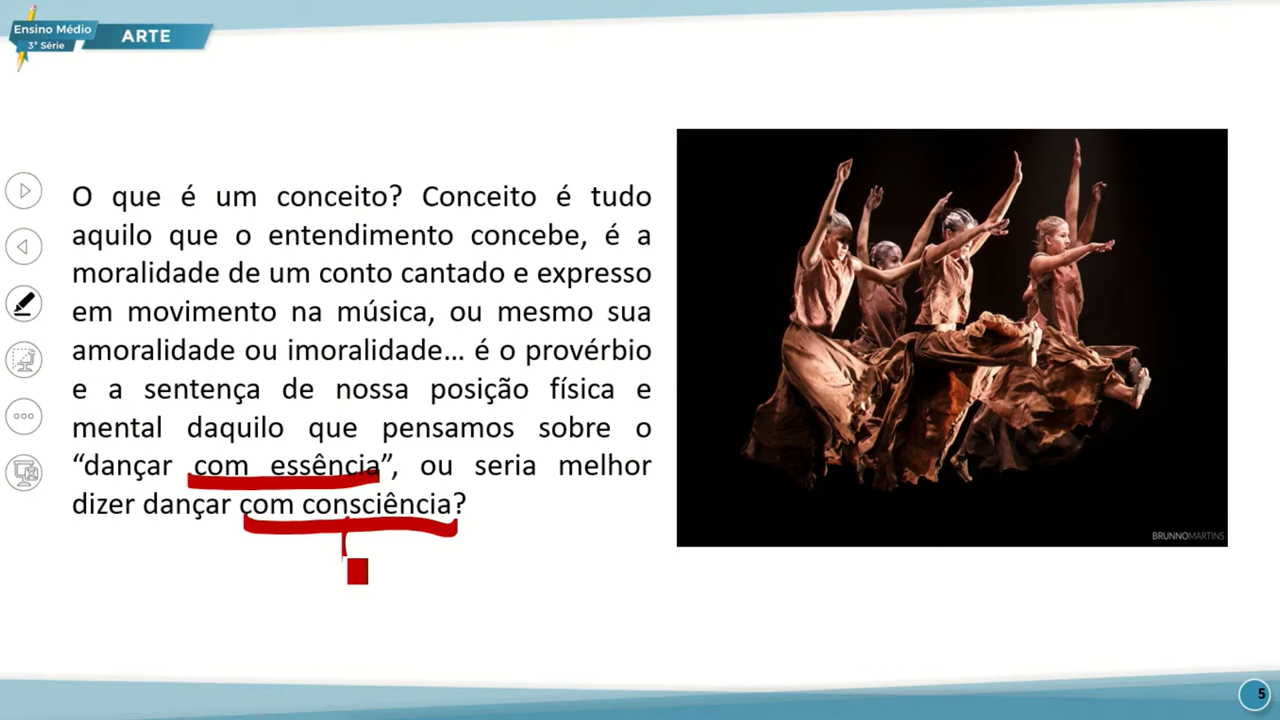 Ensino Médio
3ª Série
ARTE
O que é um conceito? Conceito é tudo
aquilo que o entendimento concebe, é a
moralidade de um conto cantado e expresso
em movimento na música, ou mesmo sua
amoralidade ou imoralidade... é o provérbio
e a sentença de nossa posição física e
mental daquilo que pensamos sobre o
“dançar com essência”, ou seria melhor
dizer dançar com consciência?
BRUNNOMARTINS
5